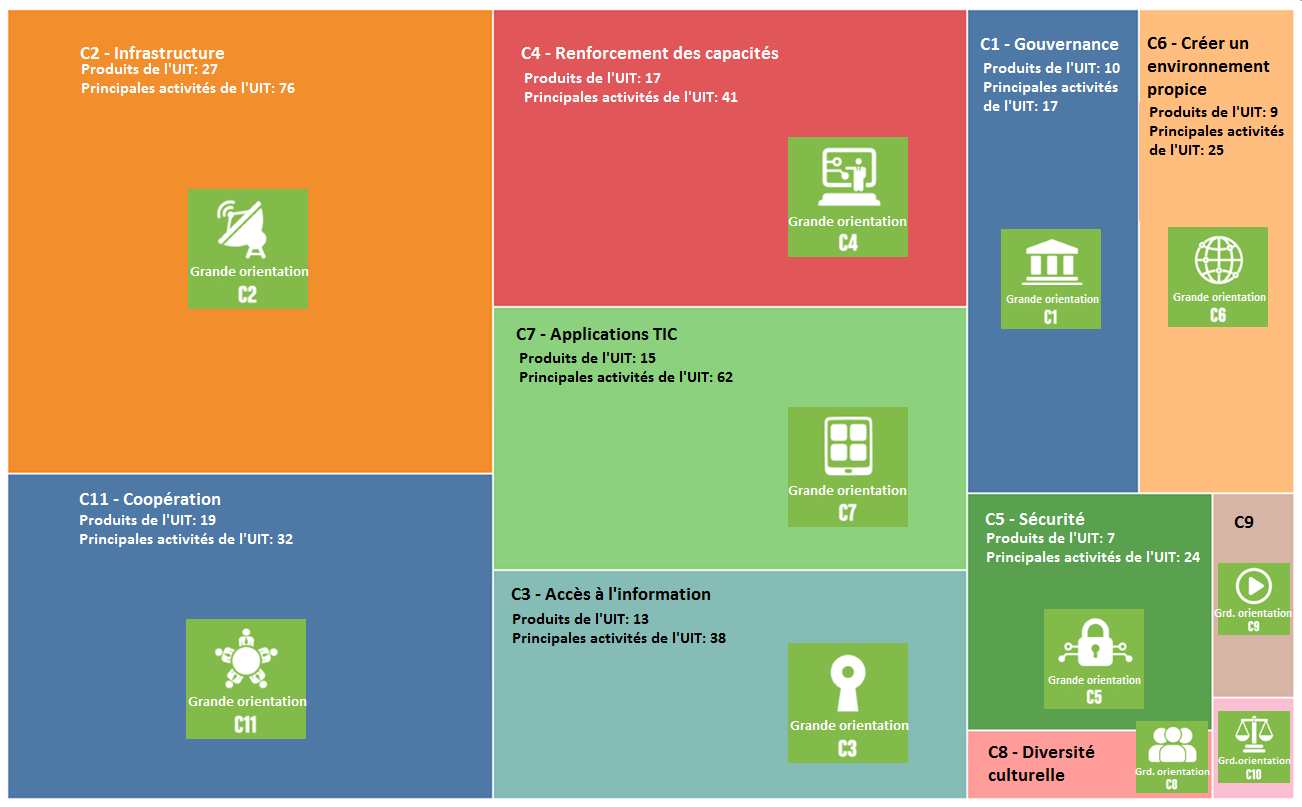 C2 - Infrastructure
Produits de l'UIT: 27
Principales activités de l'UIT: 76
Grande orientation
C2
C11 - Coopération
Produits de l'UIT: 19
Principales activités de l'UIT: 32
Grande orientation
C11
C4 - Renforcement des capacités
Produits de l'UIT: 17
Principales activités de l'UIT: 41
Grande orientation
C4
C7 - Applications TIC
Produits de l'UIT: 15
Principales activités de l'UIT: 62
Grande orientation
C7
C3 - Accès à l'information
Produits de l'UIT: 13
Principales activités de l'UIT: 38
Grande orientation
C3
C1 - Gouvernance
Produits de l'UIT: 10
Principales activités
de l'UIT: 17
Grande orientation
C1
C6 - Créer un
environnement
propice
Produits de l'UIT: 9
Principales activités
de l'UIT: 25
Grande orientation
C6
C5 - Sécurité
Produits de l'UIT: 7
Principales activités de l'UIT: 24
Grande orientation
C5
C9
Grd. orientation
C9
C8 - Diversité
culturelle
Grd. orientation
C8
Grd.orientation
C10